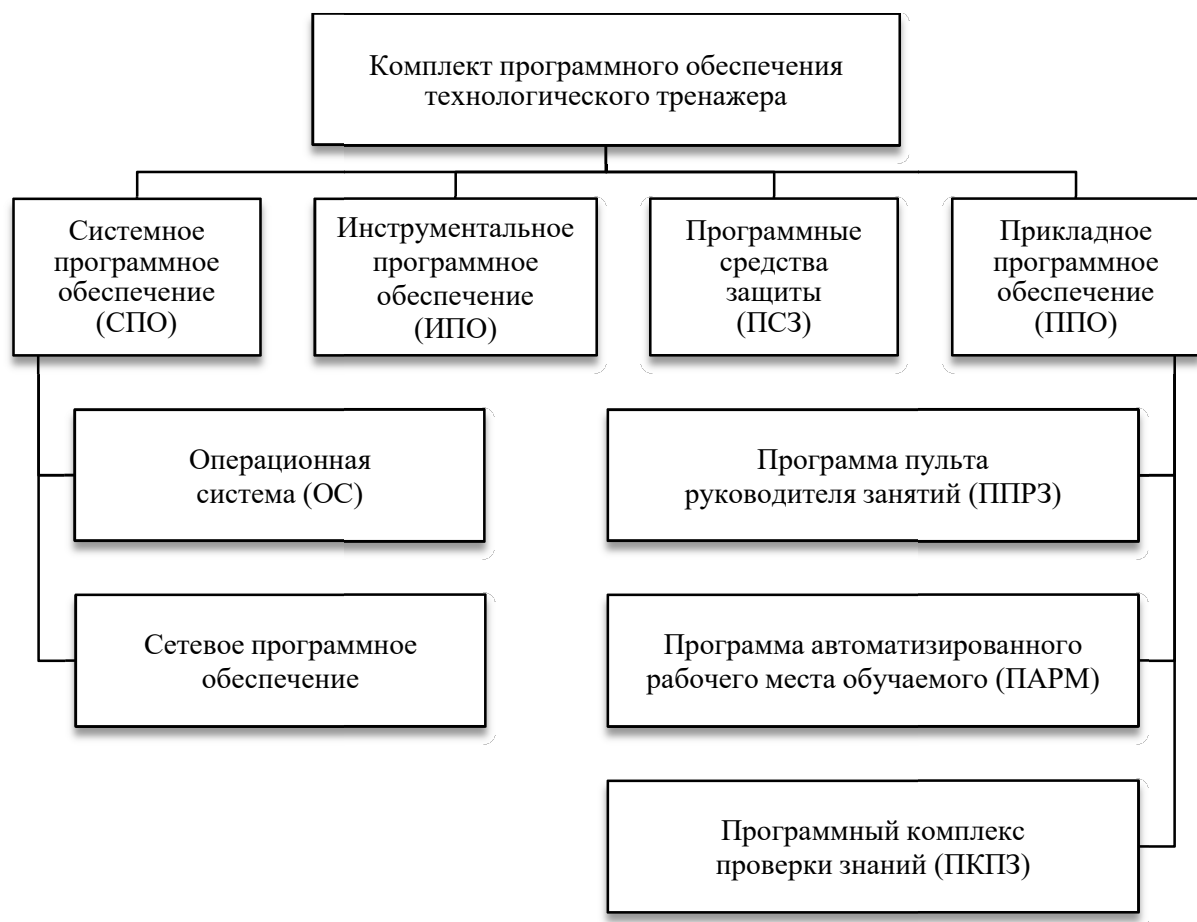 Комплект программного обеспечения
технологического тренажера
Системное
программное
обеспечение
(СПО)
Инструментальное
программное
обеспечение
(ИПО)
Программные
средства
защиты
(ПСЗ)
Прикладное
программное
обеспечение
(ППО)
Операционная
система (ОС)
Сетевое программное
обеспечение
Программа пульта
руководителя занятий (ППРЗ)
Программа автоматизированного
рабочего места обучаемого (ПАРМ)
Программный комплекс
проверки знаний (ПКПЗ)